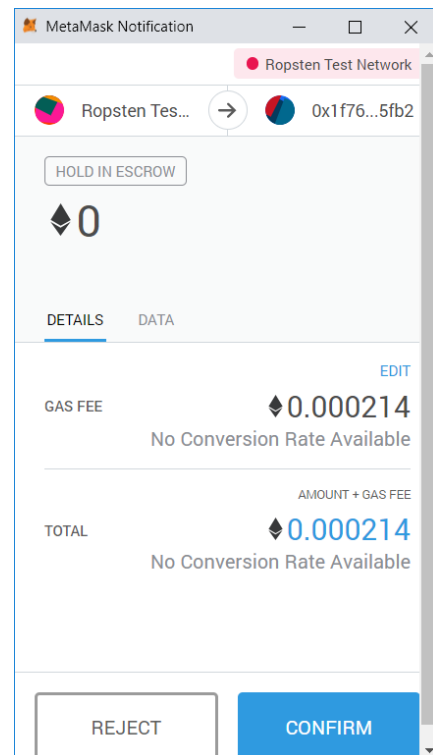 MetaMask Notification
Ropsten Test Network
Ropsten Tes... 0x1f76...5fb2
HOLD IN ESCROW
0
DETAILS DATA
EDIT
GAS FEE 0.000214
No Conversion Rate Available
AMOUNT + GAS FEE
TOTAL 0.000214
No Conversion Rate Available
REJECT CONFIRM